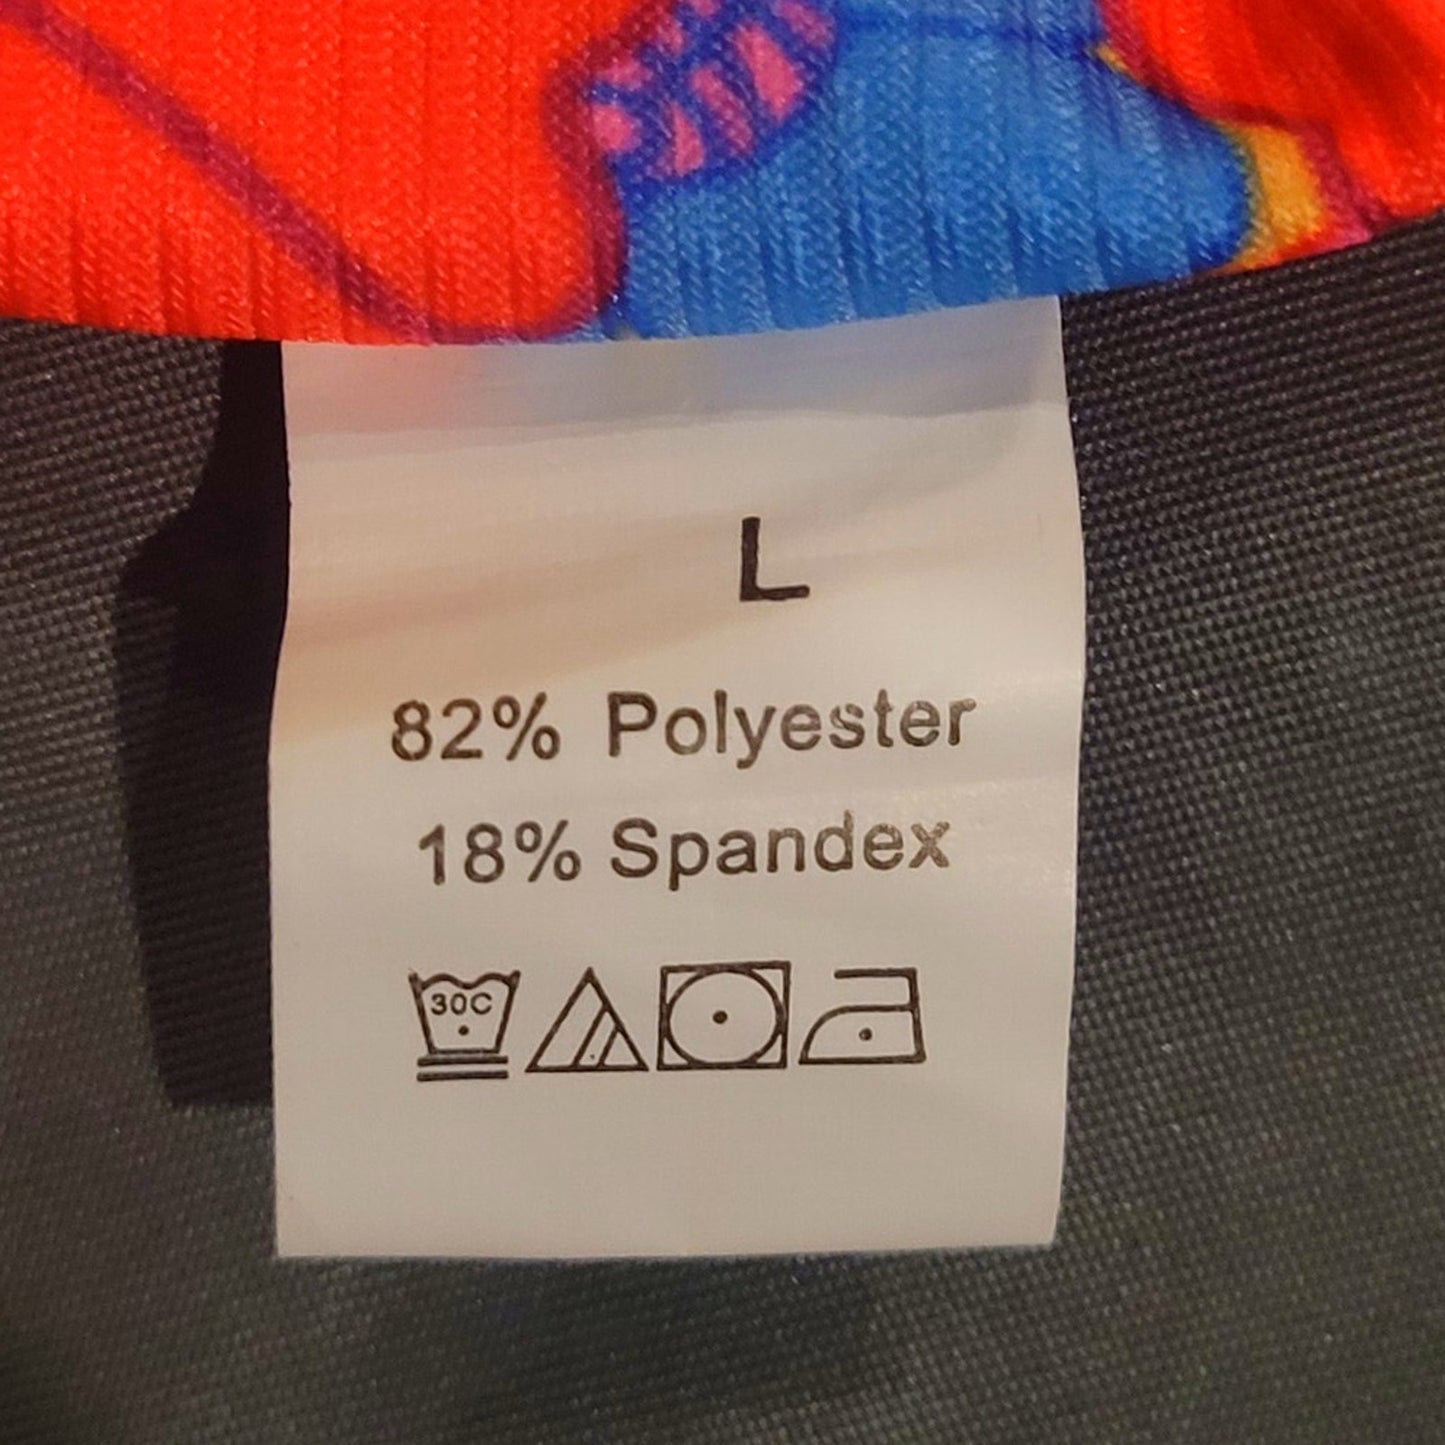 L
82% Polyester
18% Spandex
30C